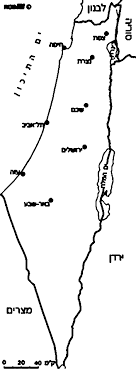 לבנון
סוריה
צפת
ים התיכון
חיפה
נצרת
שכם
תל-אביב
ירושלים
עזה
ים המלח
באר-שבע
ירדן
מצרים
ק"מ
0 20 40